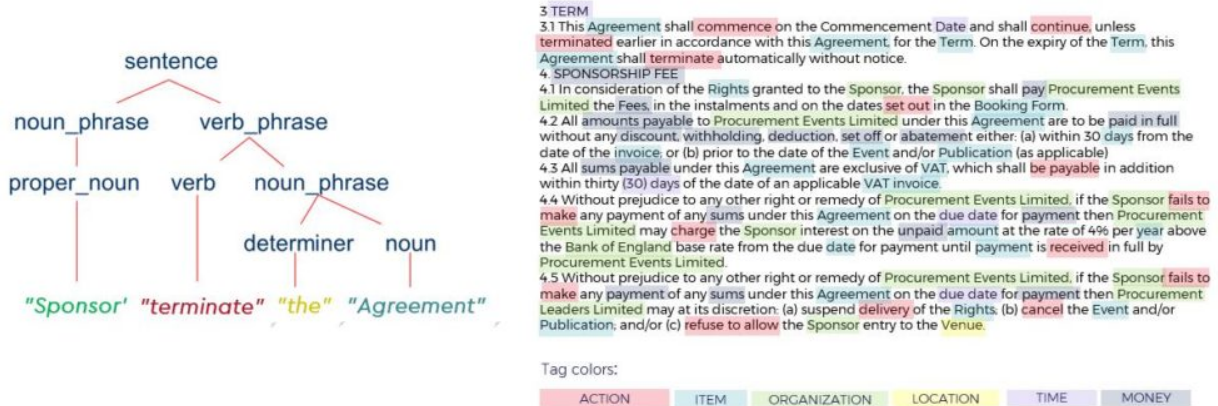 sentence
noun_phrase verb_phrase
proper_noun verb noun_phrase
determiner noun
"Sponsor' "terminate" "the" "Agreement"
3 TERM
3.1 This Agreement shall commence on the Commencement Date and shall continue, unless
terminated earlier in accordance with this Agreement, for the Term. On the expiry of the Term, this
Agreement shall terminate automatically without notice.
4. SPONSORSHIP FEE
4.1 In consideration of the Rights granted to the Sponsor, the Sponsor shall pay Procurement Events
Limited the Fees, in the instalments and on the dates set out in the Booking Form.
4.2 All amounts payable to Procurement Events Limited under this Agreement are to be paid in full
without any discount, withholding, deduction, set off or abatement either: (a) within 30 days from the
date of the invoice; or (b) prior to the date of the Event and/or Publication (as applicable)
4.3 All sums payable under this Agreement are exclusive of VAT, which shall be payable in addition
within thirty (30) days of the date of an applicable VAT invoice.
4.4 Without prejudice to any other right or remedy of Procurement Events Limited, if the Sponsor fails to
make any payment of any sums under this Agreement on the due date for payment then Procurement
Events Limited may charge the Sponsor interest on the unpaid amount at the rate of 4% per year above
the Bank of England base rate from the due date for payment until payment is received in full by
Procurement Events Limited.
4.5 Without prejudice to any other right or remedy of Procurement Events Limited, if the Sponsor fails to
make any payment of any sums under this Agreement on the due date for payment then Procurement
Leaders Limited may at its discretion: (a) suspend delivery of the Rights; (b) cancel the Event and/or
Publication; and/or (c) refuse to allow the Sponsor entry to the Venue.
Tag colors:
ACTION ITEM ORGANIZATION LOCATION TIME MONEY